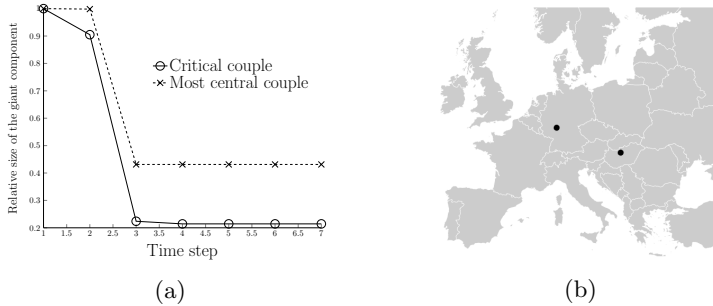 Relative size of the giant component
1
0.9
0.8
0.7
0.6
0.5
0.4
0.3
0.2
Critical couple
Most central couple
1 1.5 2 2.5 3 3.5 4 4.5 5 5.5 6 6.5 7
Time step
(a)
(b)